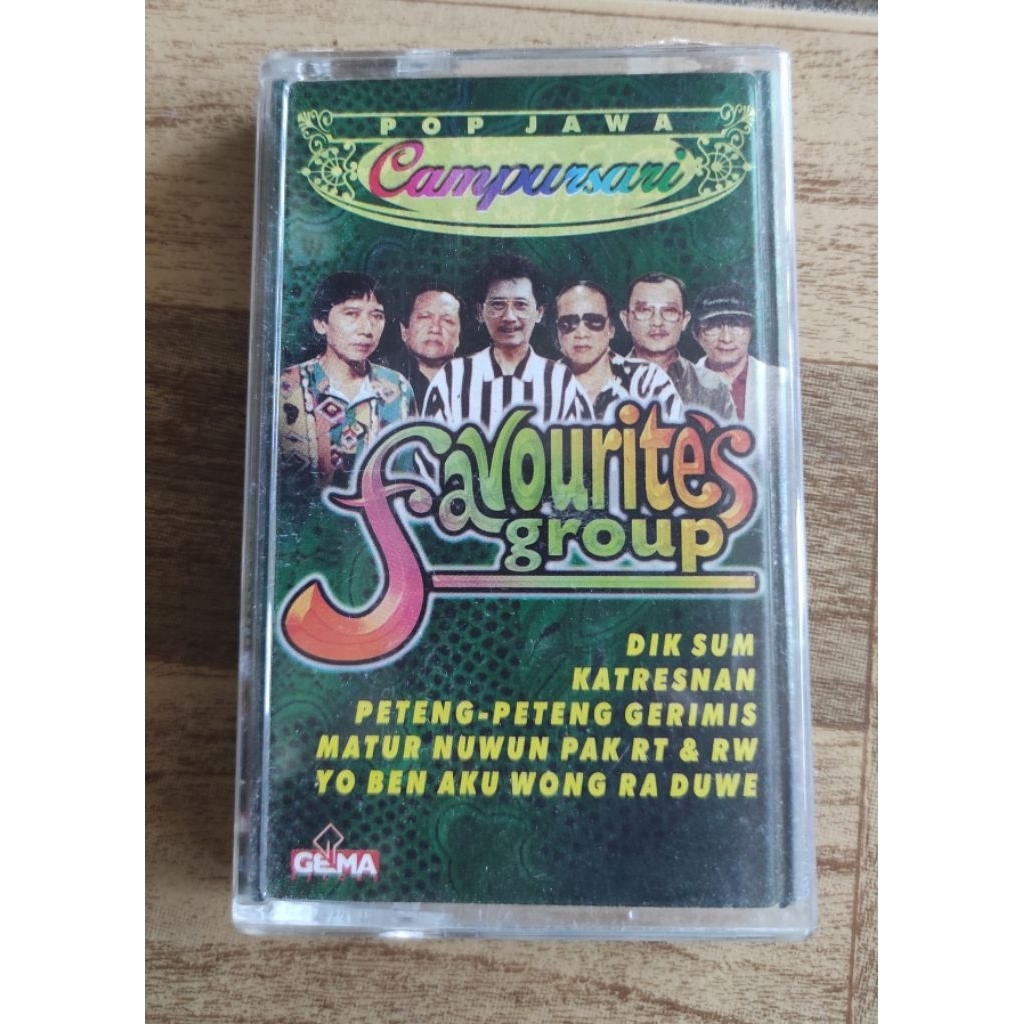 POP JAWA
Campursari
favourite's
group
DIK SUM
KATRESNAN
PETENG-PETENG GERIMIS
MATUR NUWUN PAK RT & RW
YO BEN AKU WONG RA DUWE
GEMA